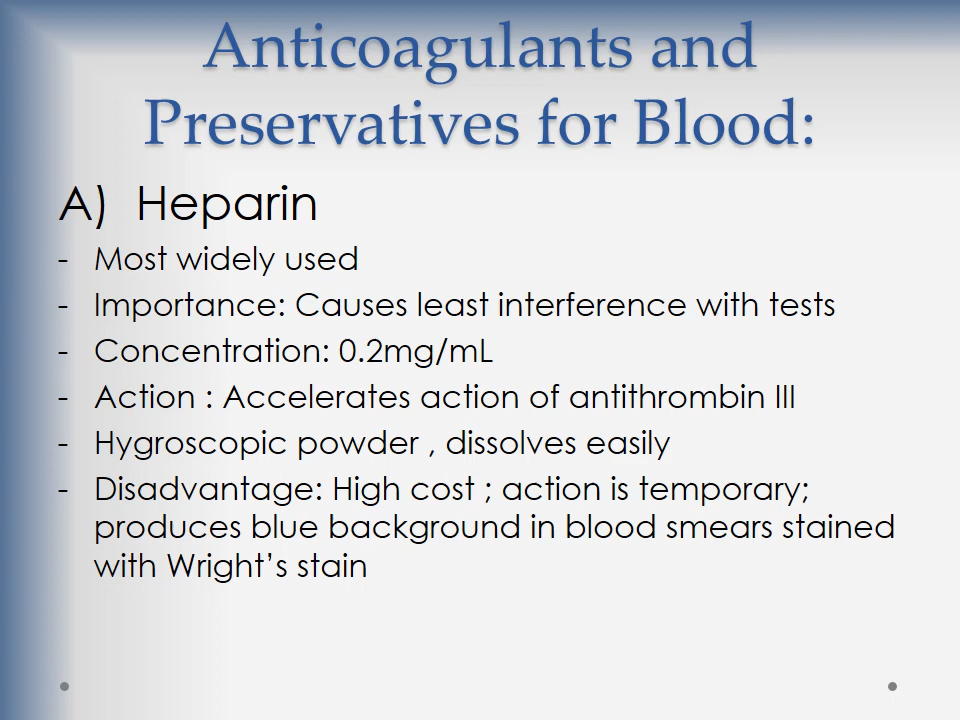 Anticoagulants and
Preservatives for Blood:
A) Heparin
- Most widely used
- Importance: Causes least interference with tests
- Concentration: 0.2mg/mL
- Action : Accelerates action of antithrombin III
- Hygroscopic powder , dissolves easily
- Disadvantage: High cost ; action is temporary;
produces blue background in blood smears stained
with Wright’s stain